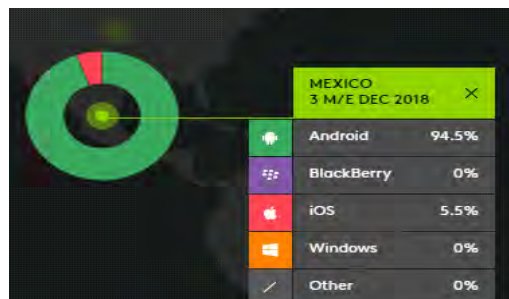 MEXICO
3 M/E DEC 2018
Android 94.5%
BlackBerry 0%
iOS 5.5%
Windows 0%
Other 0%